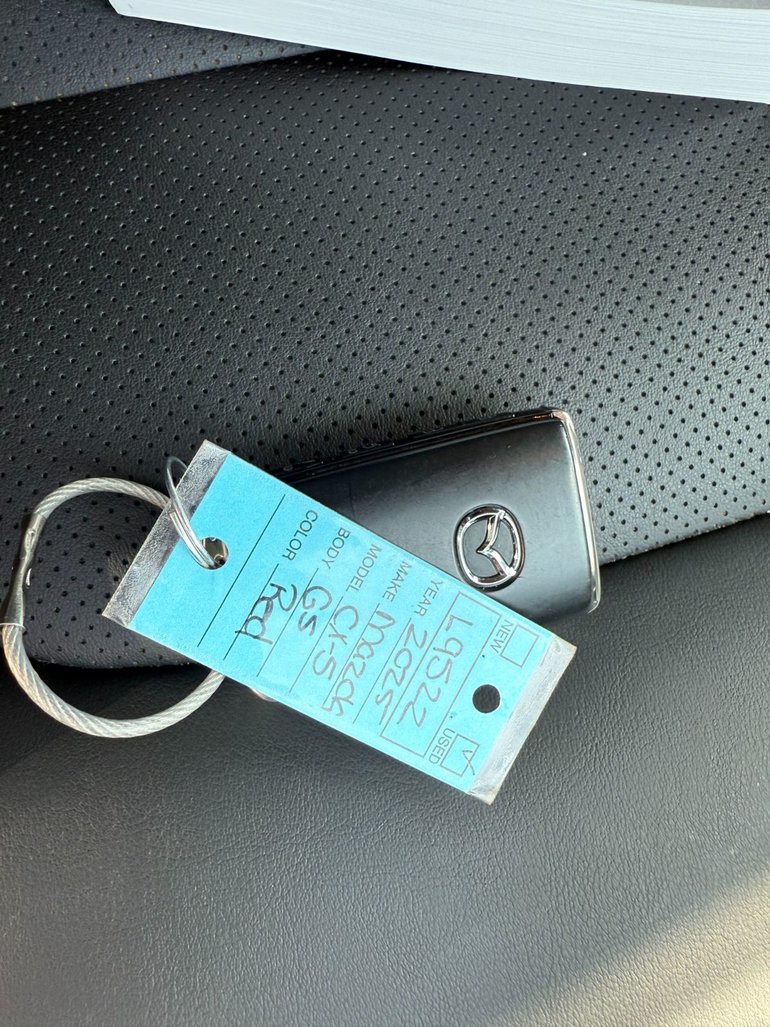 NEW USED ✓
L9522
YEAR 2025
MAKE Mazda
MODEL CX-5
BODY GS
COLOR Red